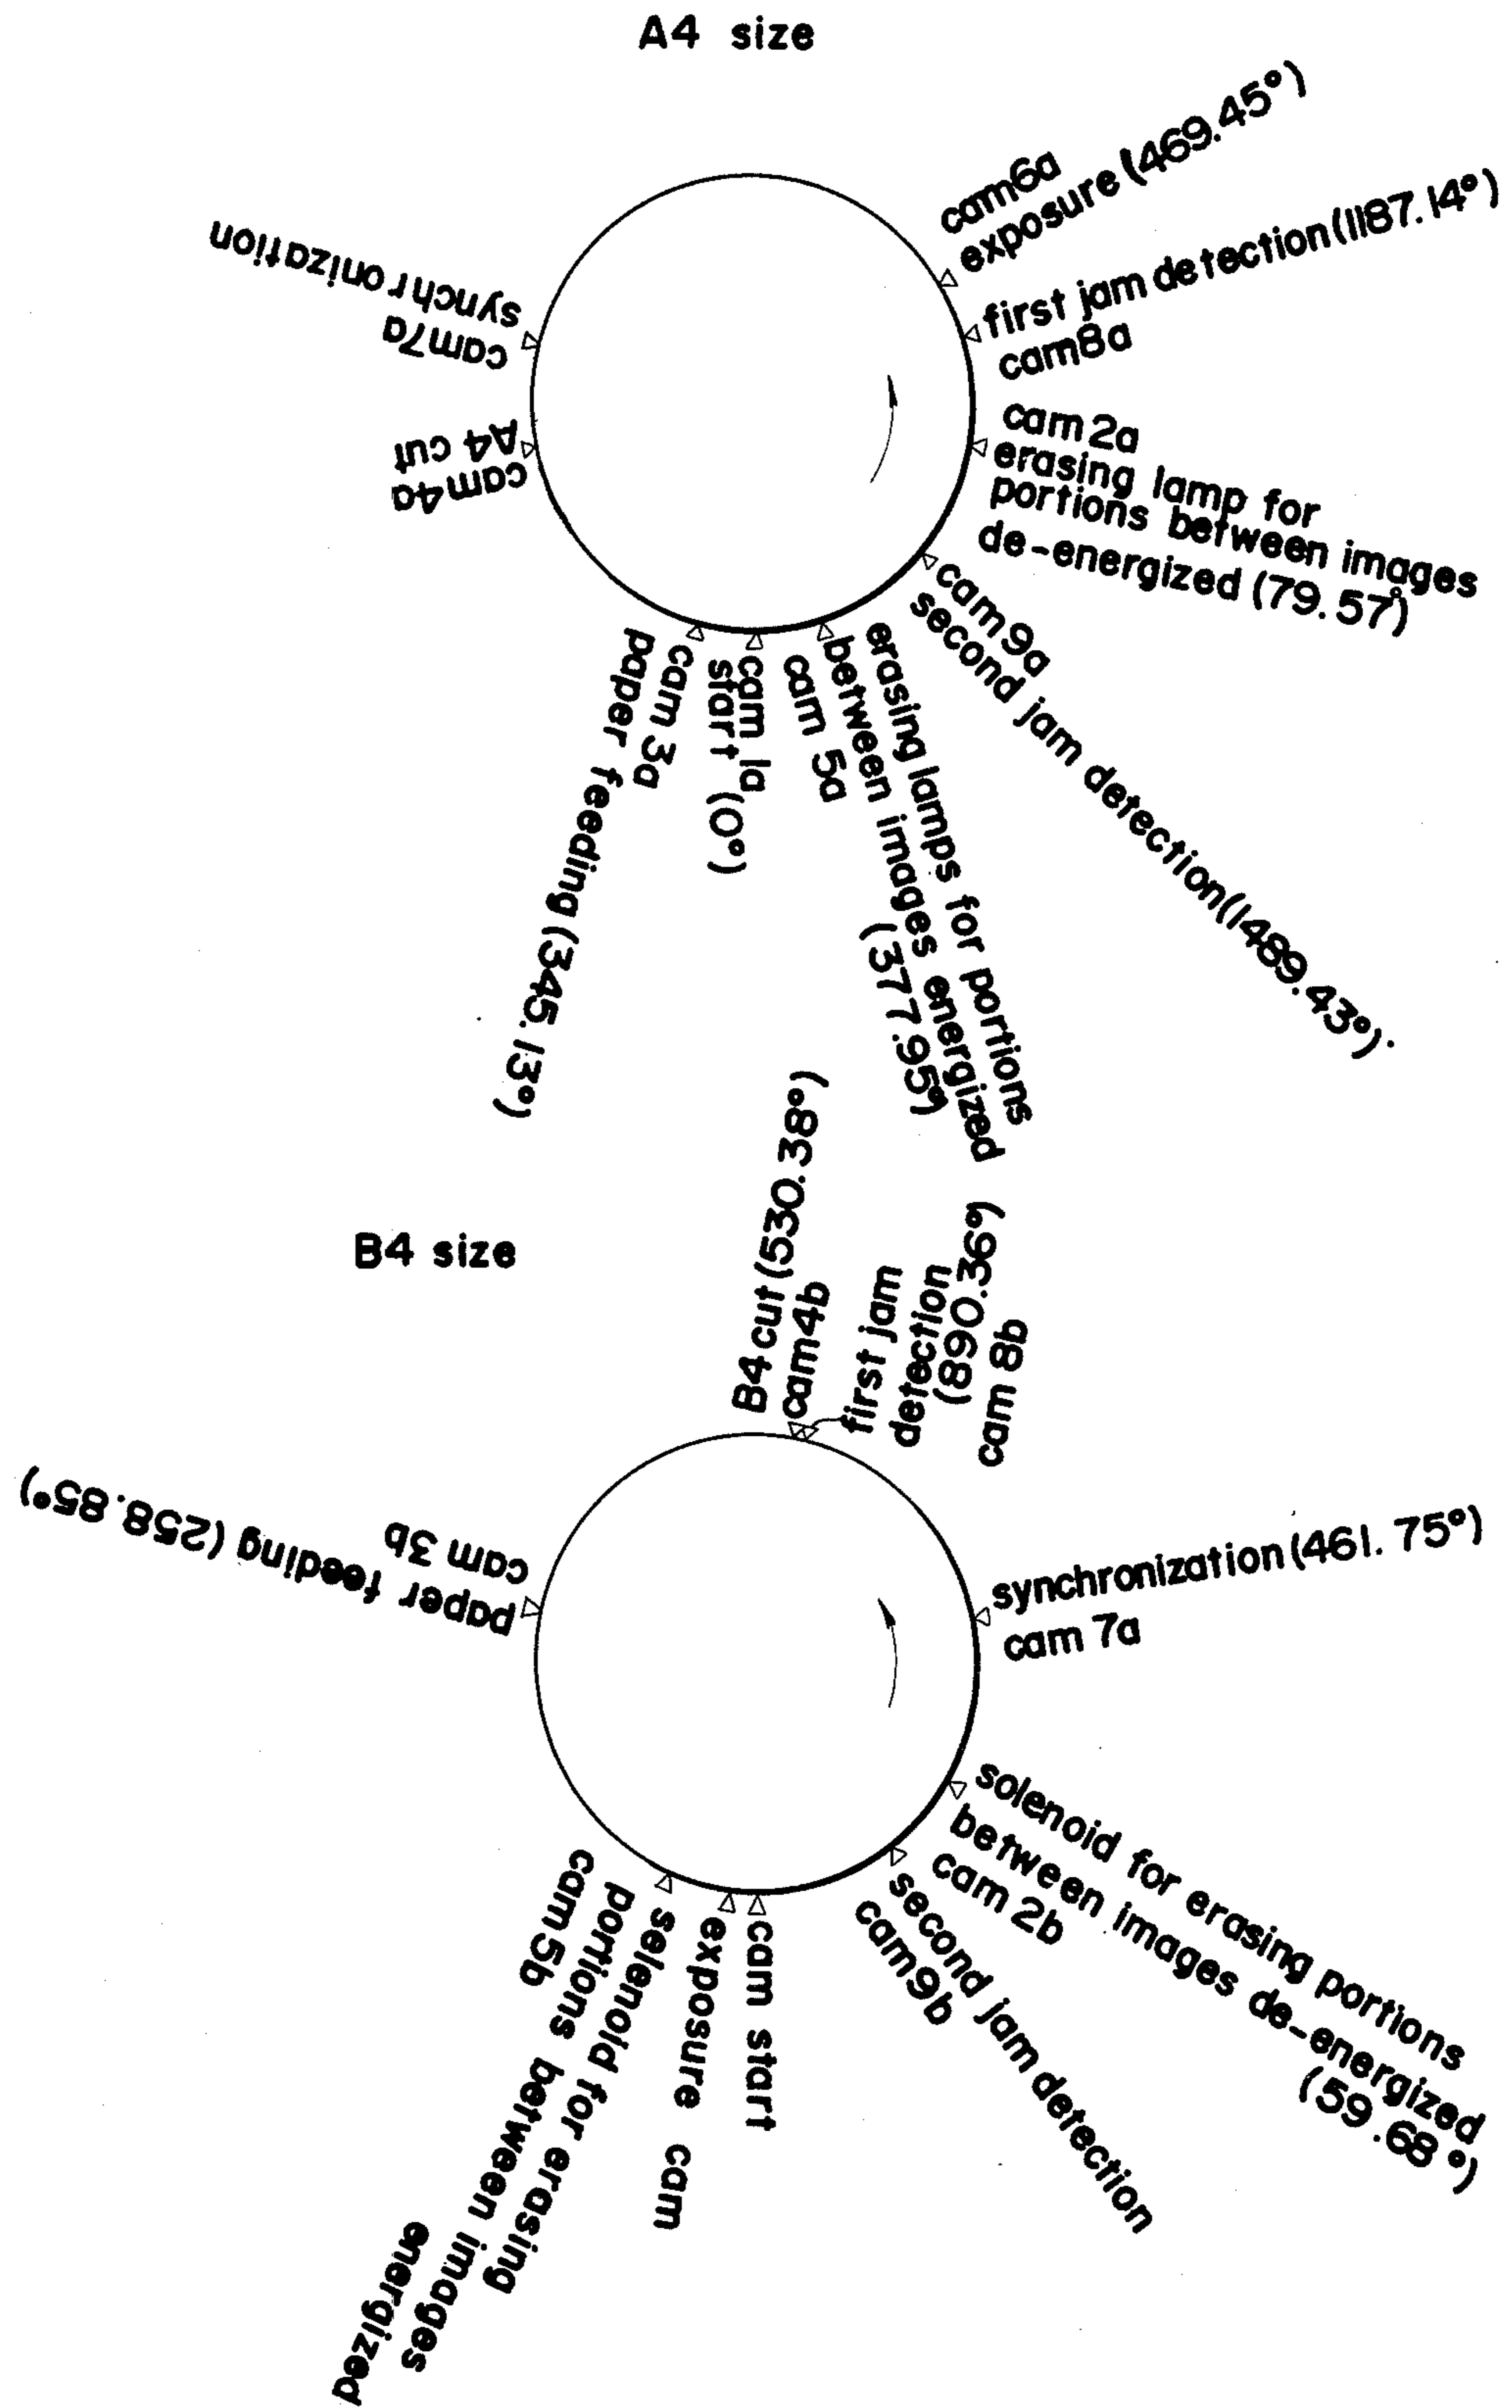 A4 size
cam6a
exposure (469.45°)
first jam detection (1187.14°)
cam8a
cam 2a
erasing lamp for
portions between images
de-energized (79.57°)
cam9a
second jam detection (1489.43°)
erasing lamps for portions
between images energized
(377.95°)
cam 5a
cam 1a
start (0°)
cam 3a
paper feeding (345.13°)
A4 cut
cam4a
synchronization
cam7a
B4 size
B4 cut (530.38°)
cam4b
first jam
detection
(890.36°)
cam 8b
synchronization (461.75°)
cam 7a
solenoid for erasing portions
between images de-energized
(59.68°)
cam 2b
second jam detection
cam9b
cam start
exposure cam
selenoid for erasing
portions between images
energized
cam 5b
cam 3b
paper feeding (258.85°)